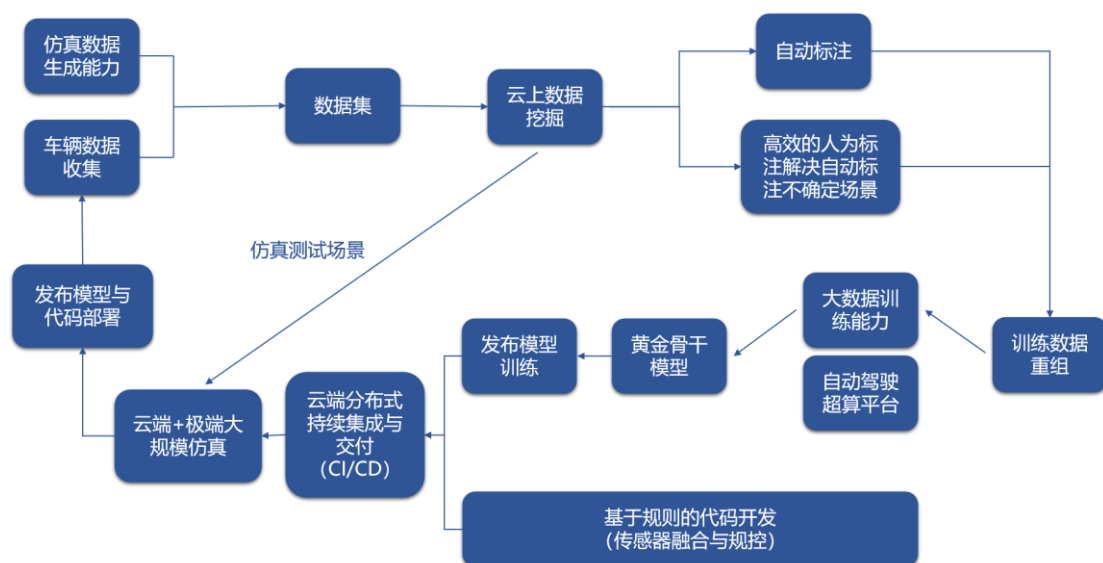 仿真数据
生成能力
自动标注
数据集
云上数据
挖掘
车辆数据
收集
高效的人为标
注解决自动标
注不确定场景
仿真测试场景
发布模型与
代码部署
大数据训
练能力
发布模型
训练
黄金骨干
模型
训练数据
重组
自动驾驶
超算平台
云端+极端大
规模仿真
云端分布式
持续集成与
交付
（CI/CD）
基于规则的代码开发
（传感器融合与规控）